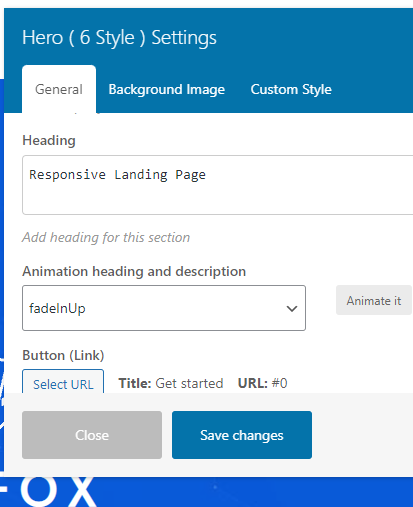 Hero ( 6 Style ) Settings
General Background Image Custom Style
Heading
Responsive Landing Page
Add heading for this section
Animation heading and description
fadeInUp Animate it
Button (Link)
Select URL Title: Get started URL: #0
Close Save changes
FOX